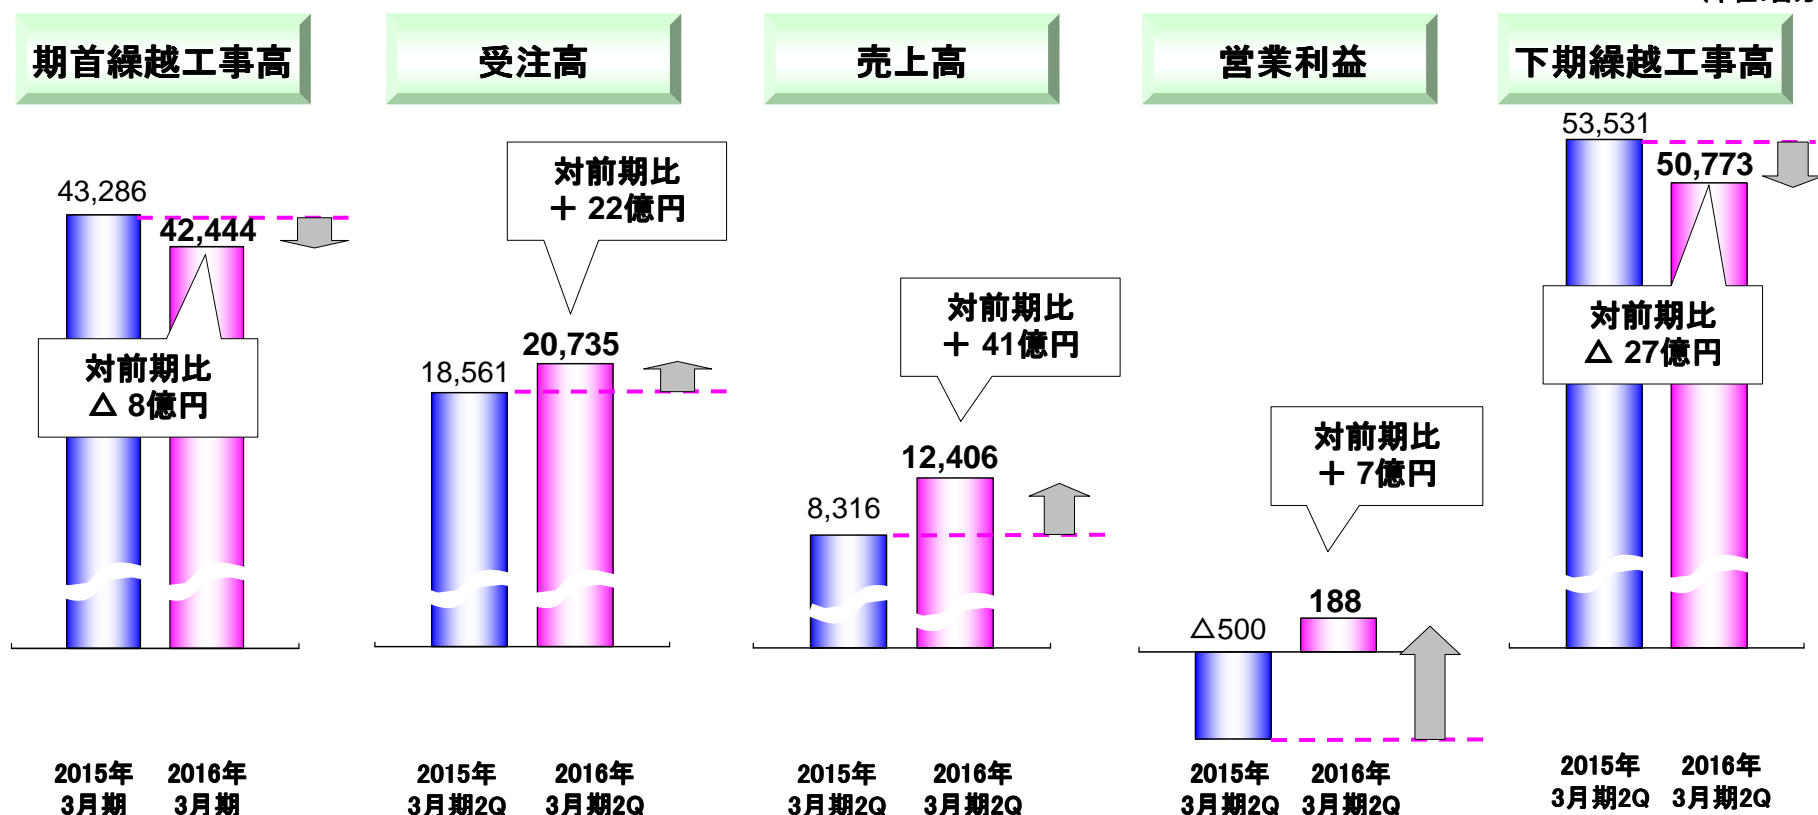 期首繰越工事高
受注高
売上高
営業利益
下期繰越工事高
43,286
42,444
対前期比
△ 8億円
2015年
3月期
2016年
3月期
対前期比
＋ 22億円
18,561
20,735
2015年
3月期2Q
2016年
3月期2Q
対前期比
＋ 41億円
8,316
12,406
2015年
3月期2Q
2016年
3月期2Q
対前期比
＋ 7億円
△500
188
2015年
3月期2Q
2016年
3月期2Q
53,531
50,773
対前期比
△ 27億円
2015年
3月期2Q
2016年
3月期2Q